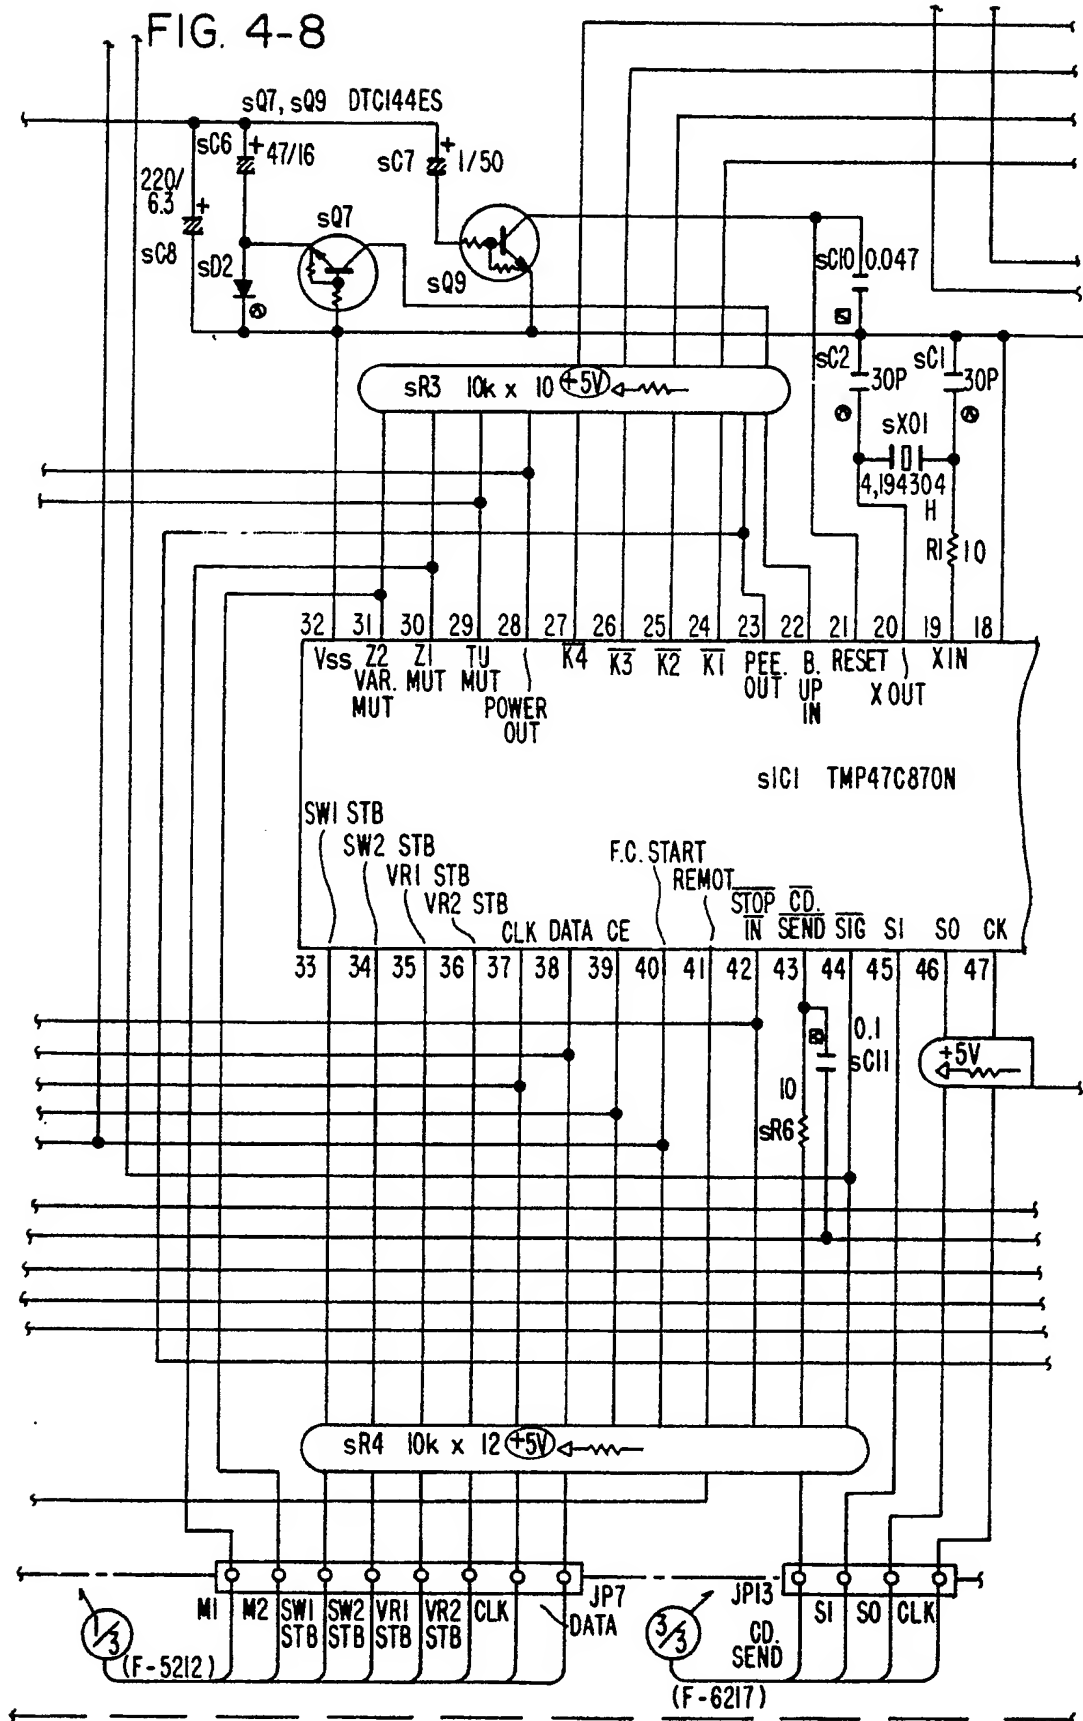 FIG. 4-8
sQ7, sQ9 DTC144ES
sC6
+ 47/16
sC7
+ 1/50
220/
6.3
+
sC8
sQ7
sD2
sQ9
sC10 0.047
sC2
30P
sC1
30P
sR3 10k x 10 +5V
sX01
4,194304
H
R1
10
32 31 30 29 28 27 26 25 24 23 22 21 20 19 18
Vss
Z2
VAR.
MUT
Z1
MUT
TU
MUT
POWER
OUT
K4
K3
K2
K1
PEE.
OUT
B.
UP
IN
RESET
X OUT
XIN
sIC1 TMP47C870N
SW1 STB
SW2 STB
VR1 STB
VR2 STB
CLK DATA CE
F.C. START
REMOT
STOP
IN
CD.
SEND
SIG
SI
SO
CK
33 34 35 36 37 38 39 40 41 42 43 44 45 46 47
0.1
sC11
+5V
10
sR6
sR4 10k x 12 +5V
JP7
JP13
M1
M2
SW1
STB
SW2
STB
VR1
STB
VR2
STB
CLK
DATA
1/3
(F-5212)
3/3
CD.
SEND
SI
SO
CLK
(F-6217)